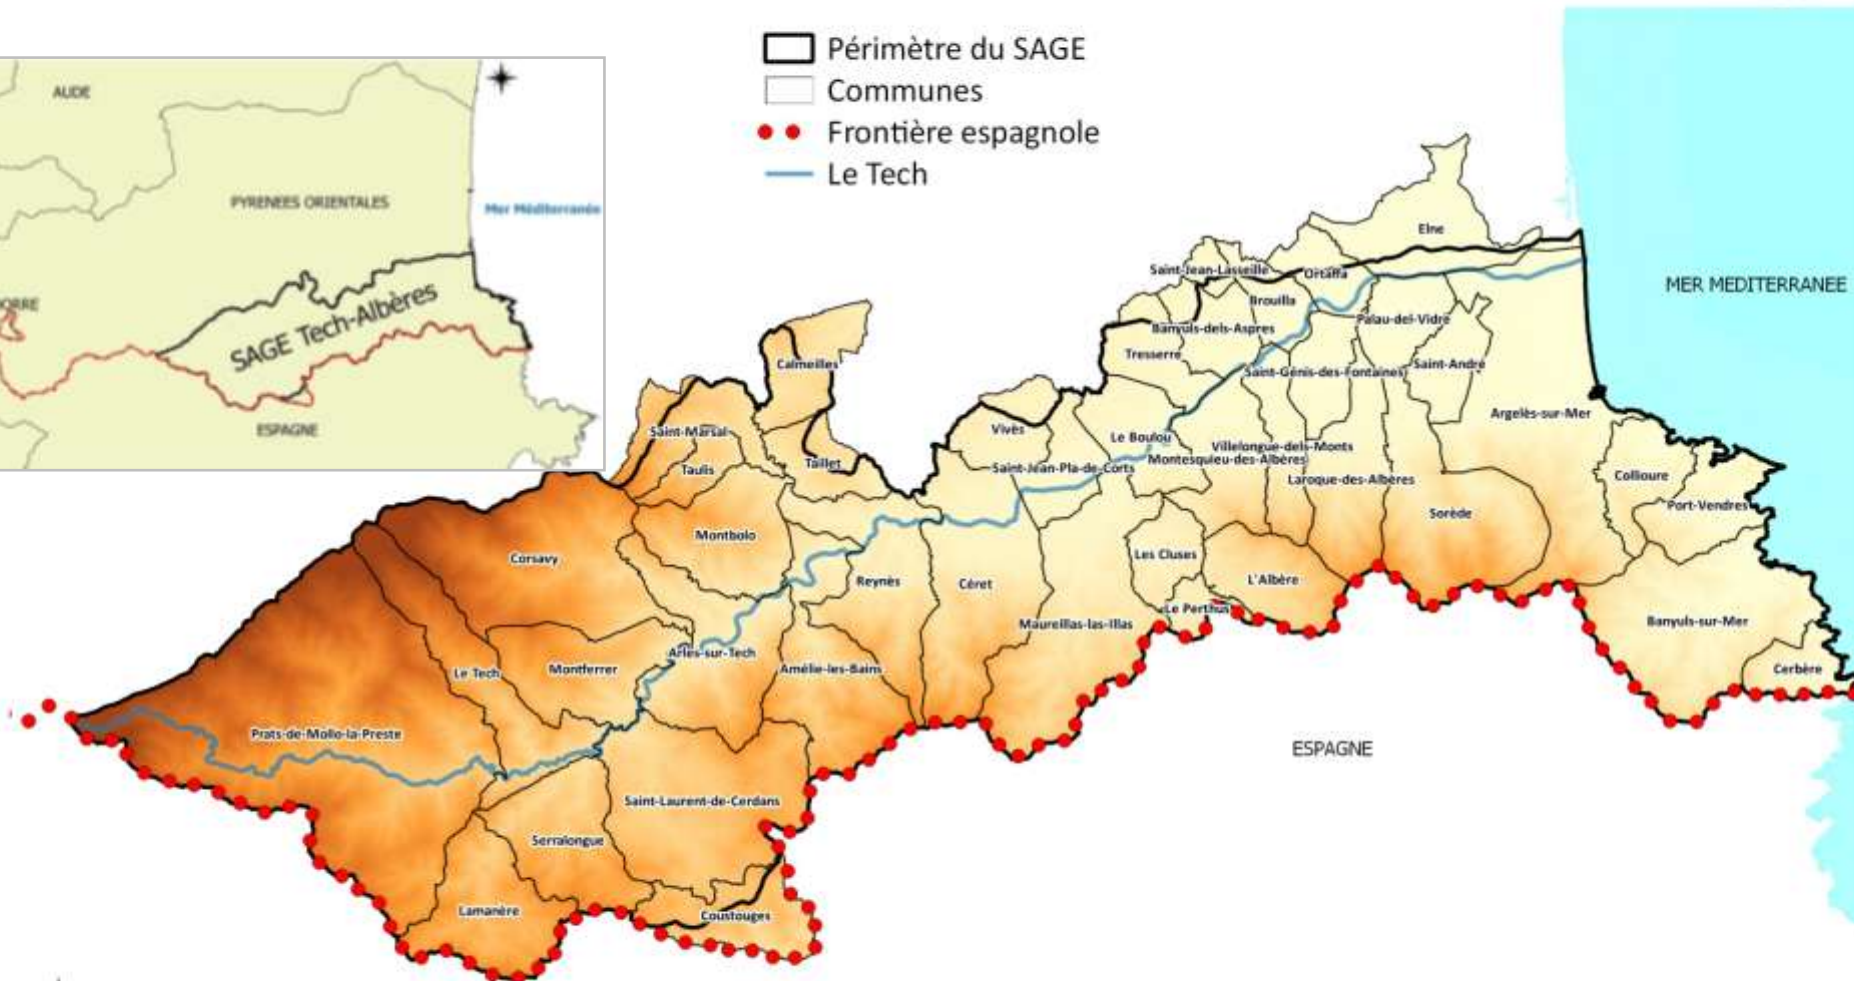 Périmètre du SAGE
Communes
Frontière espagnole
Le Tech
AUDE
PYRENEES ORIENTALES
Mer Méditerranée
SAGE Tech-Albères
ESPAGNE
MER MEDITERRANEE
Elne
Saint-Jean-Lasseille
Ortaffa
Brouilla
Palau-del-Vidre
Banyuls-dels-Aspres
Tresserre
Calmeilles
Saint-Génis-des-Fontaines
Saint-André
Argelès-sur-Mer
Vivès
Saint-Marsal
Le Boulou
Villelongue-dels-Monts
Montesquieu-des-Albères
Taulis
Taillet
Saint-Jean-Pla-de-Corts
Laroque-des-Albères
Collioure
Port-Vendres
Sorède
Montbolo
Corsavy
Les Cluses
L'Albère
Reynès
Céret
Le Perthus
Maureillas-las-Illas
Banyuls-sur-Mer
Arles-sur-Tech
Le Tech
Montferrer
Amélie-les-Bains
Cerbère
Prats-de-Mollo-la-Preste
ESPAGNE
Saint-Laurent-de-Cerdans
Serralongue
Lamanère
Coustouges